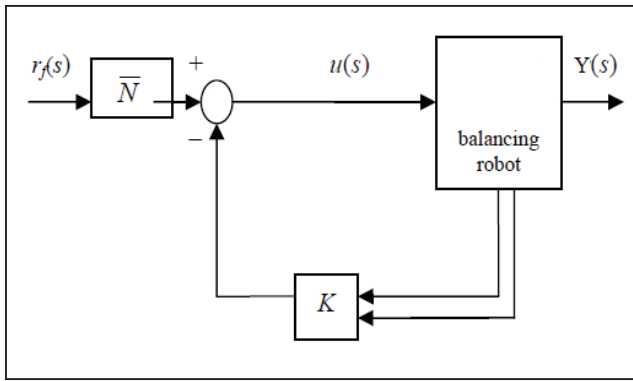 r_f(s)
N̅
+
−
u(s)
Y(s)
balancing
robot
K